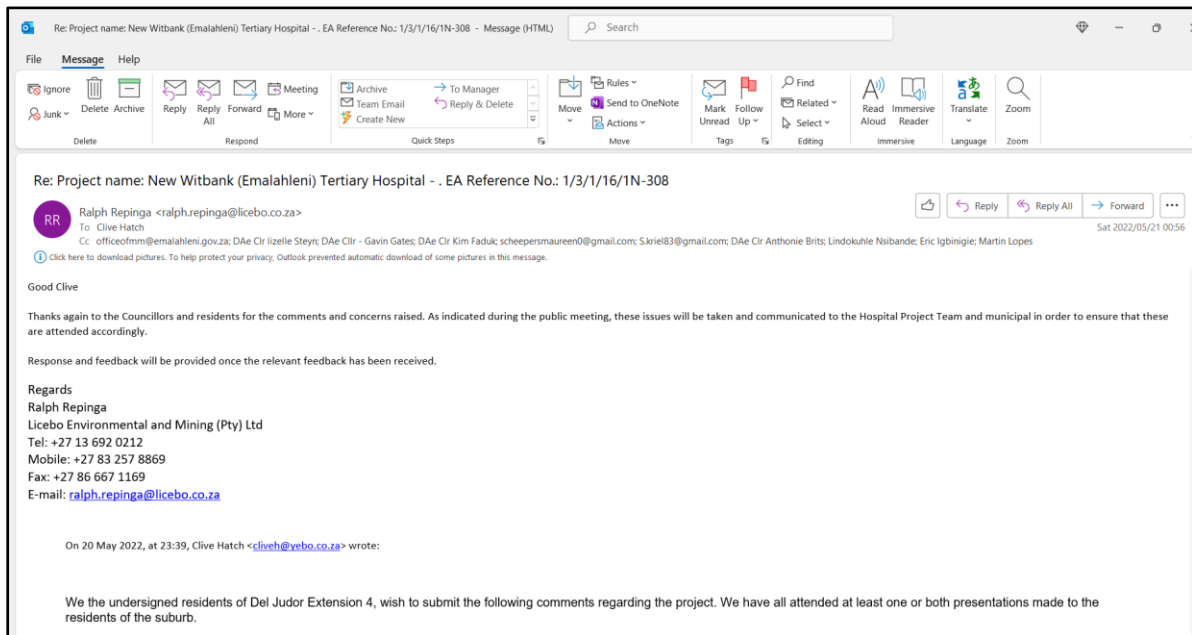 Re: Project name: New Witbank (Emalahleni) Tertiary Hospital - . EA Reference No.: 1/3/1/16/1N-308 - Message (HTML)
Search
File Message Help
Ignore
Junk
Delete
Archive
Delete
Reply
Reply All
Forward
Meeting
More
Respond
Archive
Team Email
Create New
To Manager
Reply & Delete
Quick Steps
Move
Rules
Send to OneNote
Actions
Move
Mark Unread
Follow Up
Tags
Find
Related
Select
Editing
Read Aloud
Immersive Reader
Immersive
Translate
Language
Zoom
Zoom
Re: Project name: New Witbank (Emalahleni) Tertiary Hospital - . EA Reference No.: 1/3/1/16/1N-308
RR
Ralph Repinga <ralph.repinga@licebo.co.za>
To Clive Hatch
Cc officeofmm@emalahleni.gov.za; DAe Clr Iizelle Steyn; DAe Cllr - Gavin Gates; DAe Clr Kim Faduk; scheepersmaureen0@gmail.com; S.kriel83@gmail.com; DAe Clr Anthonie Brits; Lindokuhle Nsibande; Eric Igbinigie; Martin Lopes
Reply
Reply All
Forward
Sat 2022/05/21 00:56
Click here to download pictures. To help protect your privacy, Outlook prevented automatic download of some pictures in this message.
Good Clive
Thanks again to the Councillors and residents for the comments and concerns raised. As indicated during the public meeting, these issues will be taken and communicated to the Hospital Project Team and municipal in order to ensure that these
are attended accordingly.
Response and feedback will be provided once the relevant feedback has been received.
Regards
Ralph Repinga
Licebo Environmental and Mining (Pty) Ltd
Tel: +27 13 692 0212
Mobile: +27 83 257 8869
Fax: +27 86 667 1169
E-mail: ralph.repinga@licebo.co.za
On 20 May 2022, at 23:39, Clive Hatch <cliveh@yebo.co.za> wrote:
We the undersigned residents of Del Judor Extension 4, wish to submit the following comments regarding the project. We have all attended at least one or both presentations made to the
residents of the suburb.